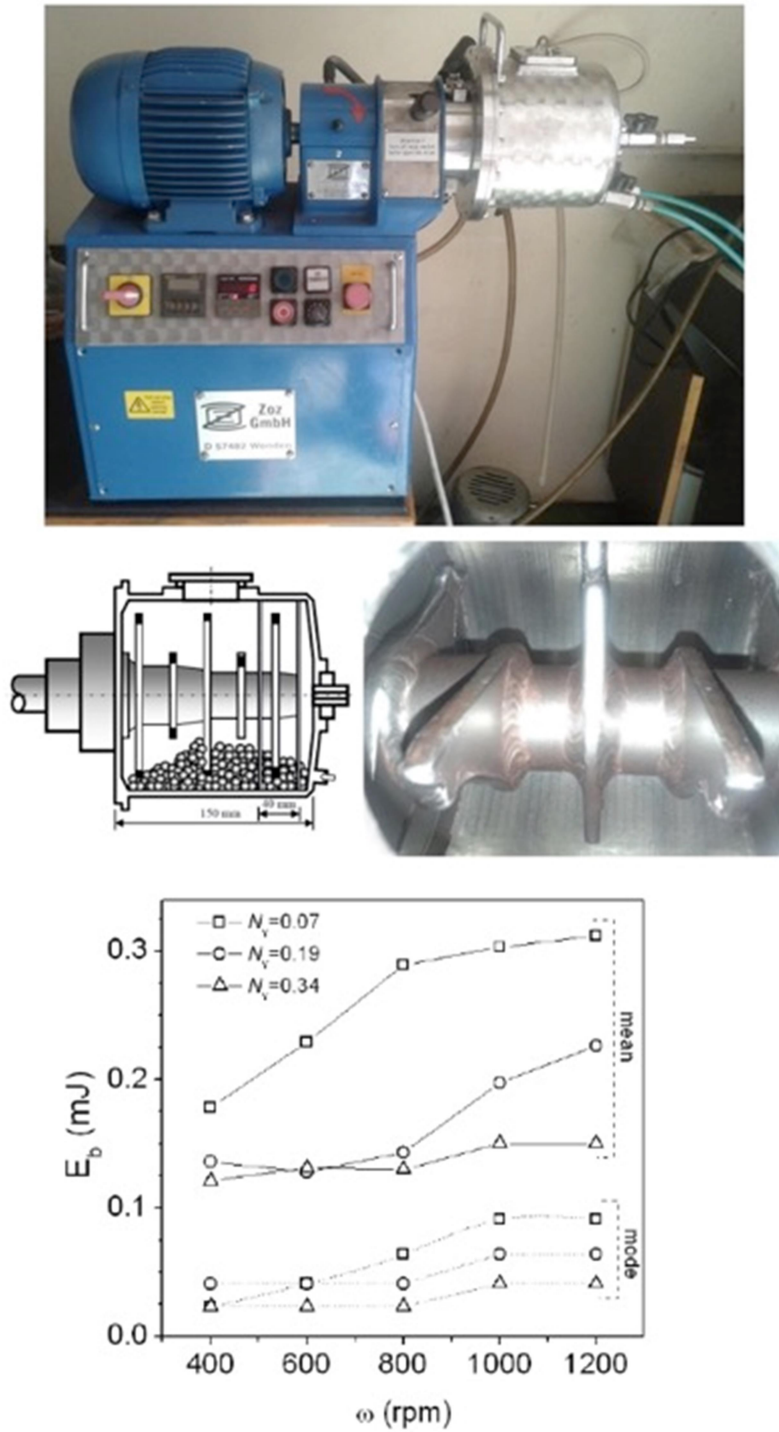 Zoz
GmbH
D 57482 Wenden
150 mm
40 mm
N_v=0.07
N_v=0.19
N_v=0.34
0.3
0.2
0.1
0.0
E_b (mJ)
mean
mode
400 600 800 1000 1200
ω (rpm)